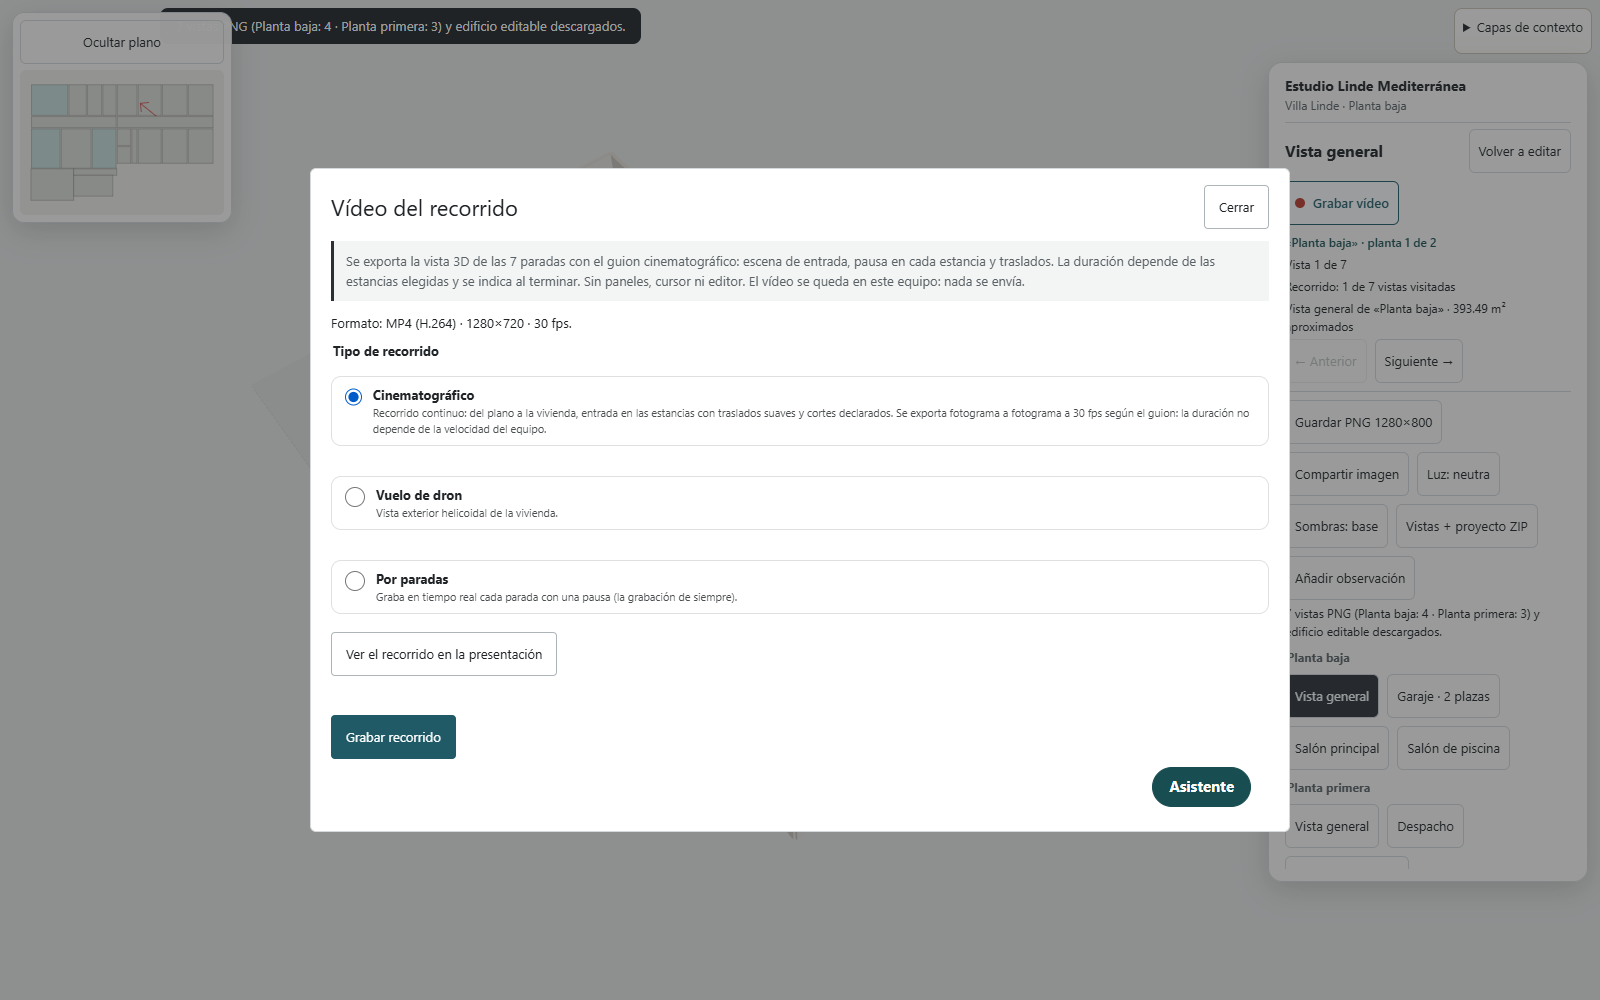 Ocultar plano
NG (Planta baja: 4 · Planta primera: 3) y edificio editable descargados.
▶ Capas de contexto
Estudio Linde Mediterránea
Villa Linde · Planta baja
Vista general
Volver a editar
Grabar vídeo
«Planta baja» · planta 1 de 2
Vista 1 de 7
Recorrido: 1 de 7 vistas visitadas
Vista general de «Planta baja» · 393.49 m²
aproximados
← Anterior
Siguiente →
Guardar PNG 1280×800
Compartir imagen
Luz: neutra
Sombras: base
Vistas + proyecto ZIP
Añadir observación
7 vistas PNG (Planta baja: 4 · Planta primera: 3) y
edificio editable descargados.
Planta baja
Vista general
Garaje · 2 plazas
Salón principal
Salón de piscina
Planta primera
Vista general
Despacho
Vídeo del recorrido
Cerrar
Se exporta la vista 3D de las 7 paradas con el guion cinematográfico: escena de entrada, pausa en cada estancia y traslados. La duración depende de las
estancias elegidas y se indica al terminar. Sin paneles, cursor ni editor. El vídeo se queda en este equipo: nada se envía.
Formato: MP4 (H.264) · 1280×720 · 30 fps.
Tipo de recorrido
Cinematográfico
Recorrido continuo: del plano a la vivienda, entrada en las estancias con traslados suaves y cortes declarados. Se exporta fotograma a fotograma a 30 fps según el guion: la duración no
depende de la velocidad del equipo.
Vuelo de dron
Vista exterior helicoidal de la vivienda.
Por paradas
Graba en tiempo real cada parada con una pausa (la grabación de siempre).
Ver el recorrido en la presentación
Grabar recorrido
Asistente